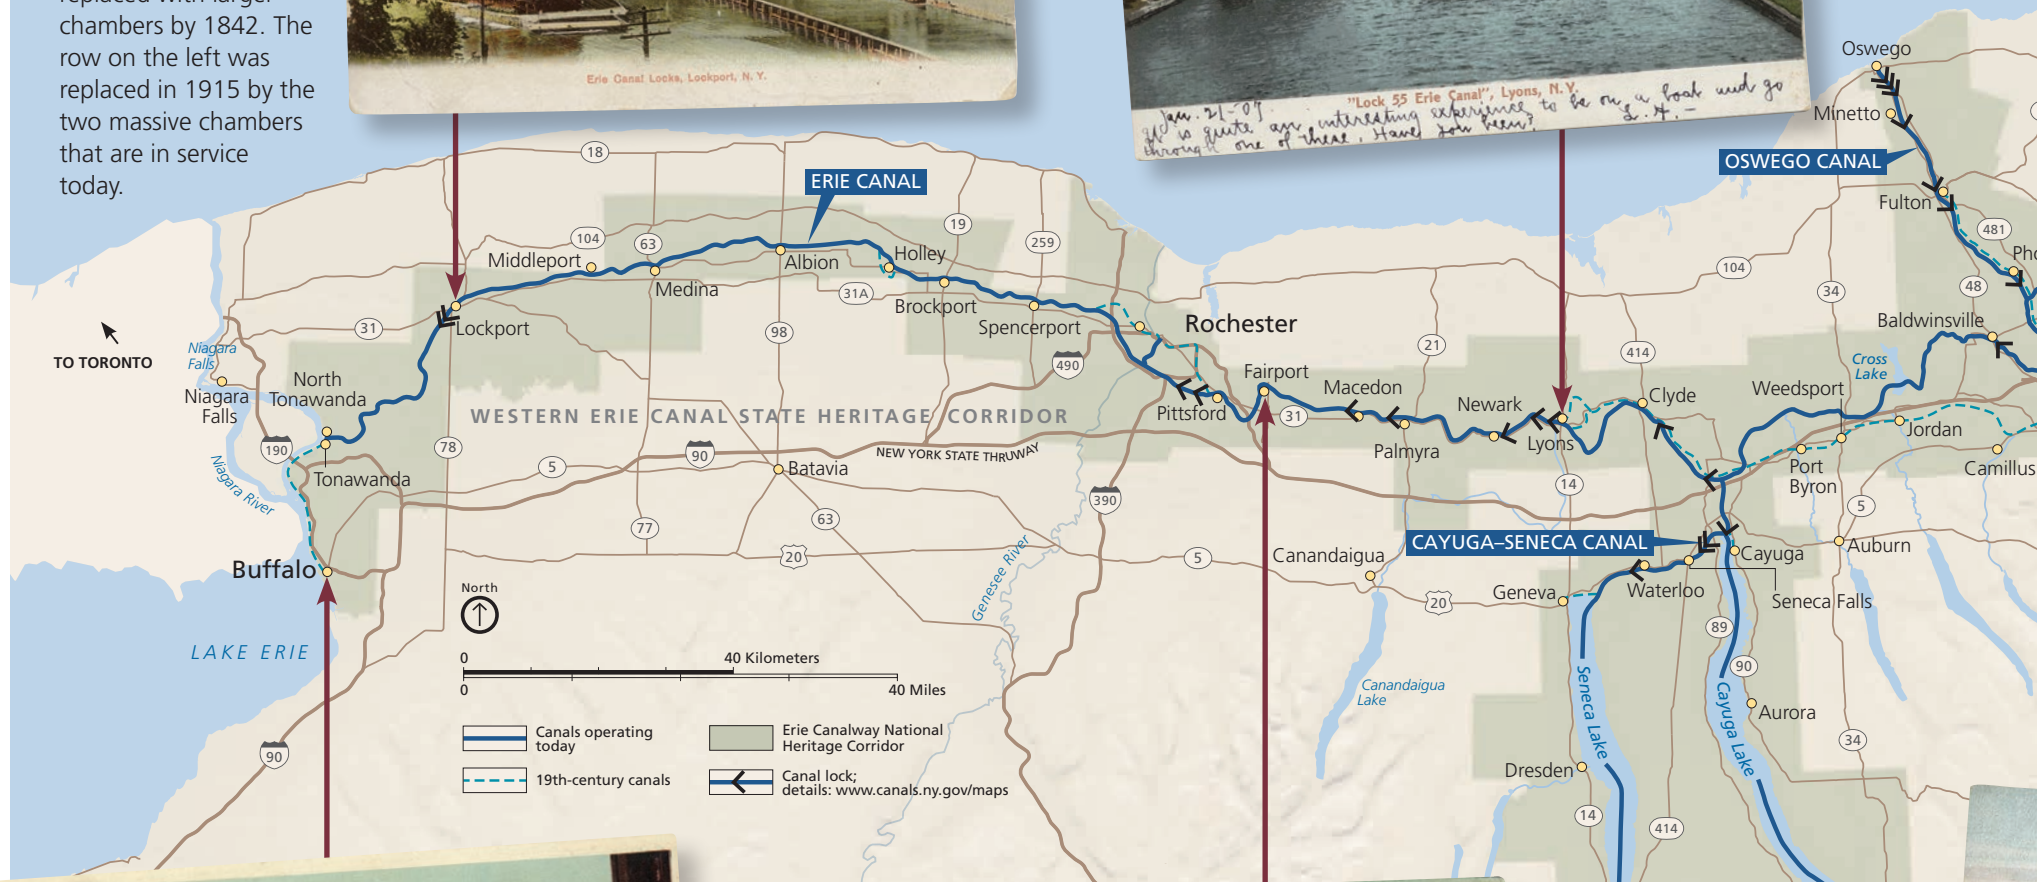 replaced with larger
chambers by 1842. The
row on the left was
replaced in 1915 by the
two massive chambers
that are in service
today.
Erie Canal Locks, Lockport, N. Y.
"Lock 55 Erie Canal", Lyons, N.Y.
Jan. 21-07.
It is quite an interesting experience to be on a boat and go
through one of these. Have you been?
L. H. —
Oswego
Minetto
OSWEGO CANAL
Fulton
481
Pho
48
Baldwinsville
34
104
18
ERIE CANAL
19
259
104
63
Middleport
Albion
Holley
Medina
31A
Brockport
Spencerport
Lockport
31
98
Rochester
490
21
414
Cross
Lake
TO TORONTO
Niagara
Falls
Niagara
Falls
North
Tonawanda
Fairport
Macedon
Newark
Clyde
Weedsport
Pittsford
31
Palmyra
Lyons
Jordan
Camillus
Port
Byron
WESTERN ERIE CANAL STATE HERITAGE CORRIDOR
190
78
5
90
NEW YORK STATE THRUWAY
Batavia
Tonawanda
Niagara River
390
14
5
77
63
20
Genesee River
5
Canandaigua
CAYUGA–SENECA CANAL
Cayuga
Auburn
Buffalo
Geneva
Waterloo
Seneca Falls
20
89
90
LAKE ERIE
Canandaigua
Lake
Seneca Lake
Cayuga Lake
Aurora
34
Dresden
14
414
90
North
0
40 Kilometers
0
40 Miles
Canals operating
today
19th-century canals
Erie Canalway National
Heritage Corridor
Canal lock;
details: www.canals.ny.gov/maps